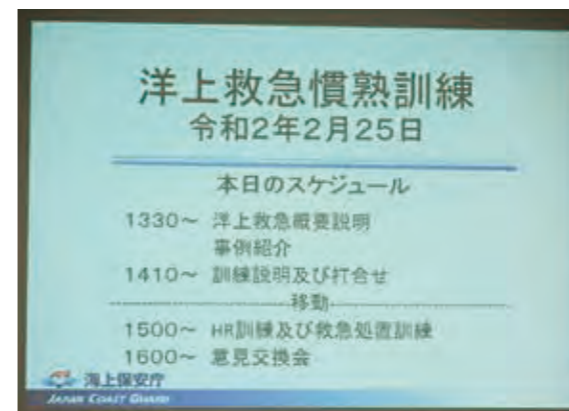 洋上救急慣熟訓練
令和2年2月25日
本日のスケジュール
1330～ 洋上救急概要説明
事例紹介
1410～ 訓練説明及び打合せ
移動
1500～ HR訓練及び救急処置訓練
1600～ 意見交換会
海上保安庁
JAPAN COAST GUARD